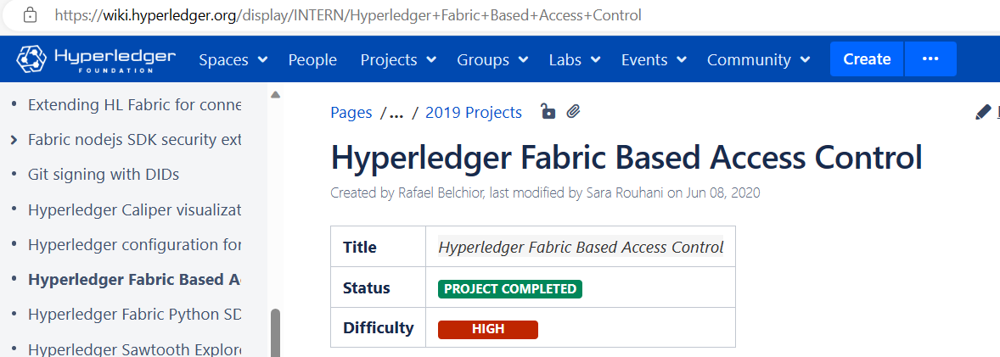 https://wiki.hyperledger.org/display/INTERN/Hyperledger+Fabric+Based+Access+Control
Hyperledger FOUNDATION Spaces People Projects Groups Labs Events Community Create ...
Extending HL Fabric for conne
Fabric nodejs SDK security ext
Git signing with DIDs
Hyperledger Caliper visualizat
Hyperledger configuration for
Hyperledger Fabric Based A
Hyperledger Fabric Python SD
Hyperledger Sawtooth Explor
Pages /... / 2019 Projects
Hyperledger Fabric Based Access Control
Created by Rafael Belchior, last modified by Sara Rouhani on Jun 08, 2020
Title Hyperledger Fabric Based Access Control
Status PROJECT COMPLETED
Difficulty HIGH